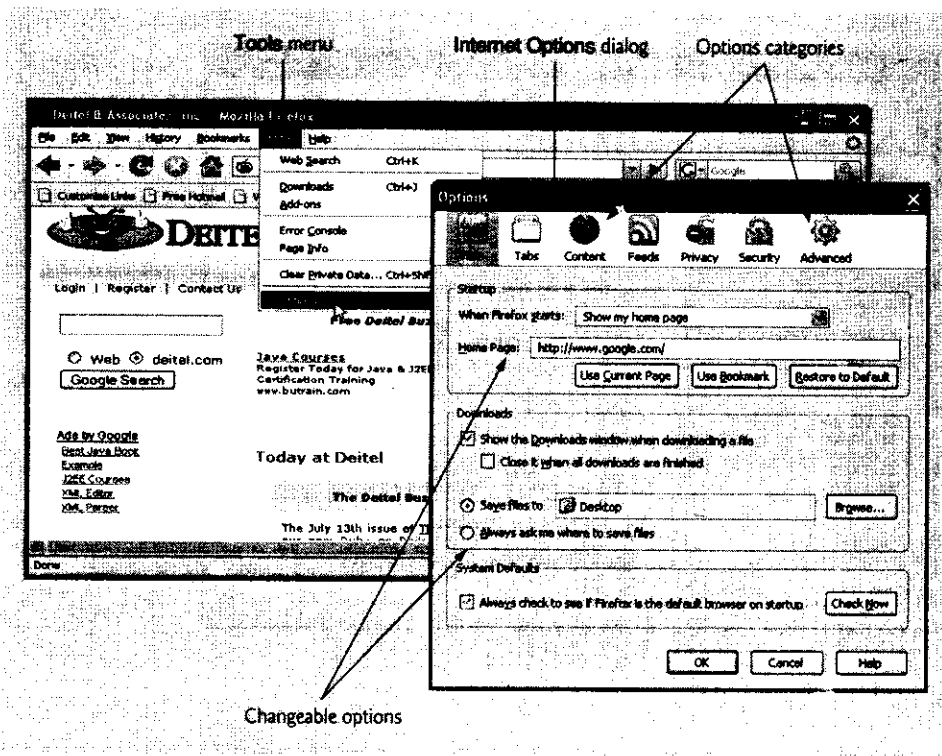 Tools menu
Internet Options dialog
Options categories
Deitel & Associates, Inc. - Mozilla Firefox
File Edit View History Bookmarks Help
Web Search Ctrl+K
Downloads Ctrl+J
Add-ons
Error Console
Page Info
Clear Private Data... Ctrl+Shif
Google
Customize Links Free Hotmail
DEITE
Login | Register | Contact Us
Free Deitel Buz
Web deitel.com
Google Search
Java Courses
Register Today for Java & J2EE
Certification Training
www.butrain.com
Ads by Google
Best Java Book
Example
J2EE Courses
XML Editor
XML Parser
Today at Deitel
The Deitel Buz
The July 13th issue of
Done
Options
Tabs Content Feeds Privacy Security Advanced
Startup
When Firefox starts: Show my home page
Home Page: http://www.google.com/
Use Current Page Use Bookmark Restore to Default
Downloads
Show the Downloads window when downloading a file
Close it when all downloads are finished
Save files to Desktop Browse...
Always ask me where to save files
System Defaults
Always check to see if Firefox is the default browser on startup Check Now
OK Cancel Help
Changeable options